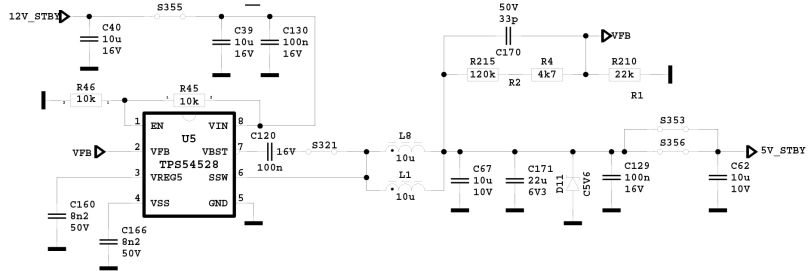 12V_STBY
S355
C40
10u
16V
C39
10u
16V
C130
100n
16V
50V
33p
C170
VFB
R215
120k
R2
R4
4k7
R210
22k
R1
R46
10k
R45
10k
1 EN VIN 8
U5
2 VFB VBST 7
TPS54528
3 VREG5 SSW 6
4 VSS GND 5
VFB
C120
16V
100n
S321
L8
10u
L1
10u
S353
S356
5V_STBY
C67
10u
10V
C171
22u
6V3
D11
C5V6
C129
100n
16V
C62
10u
10V
C160
8n2
50V
C166
8n2
50V